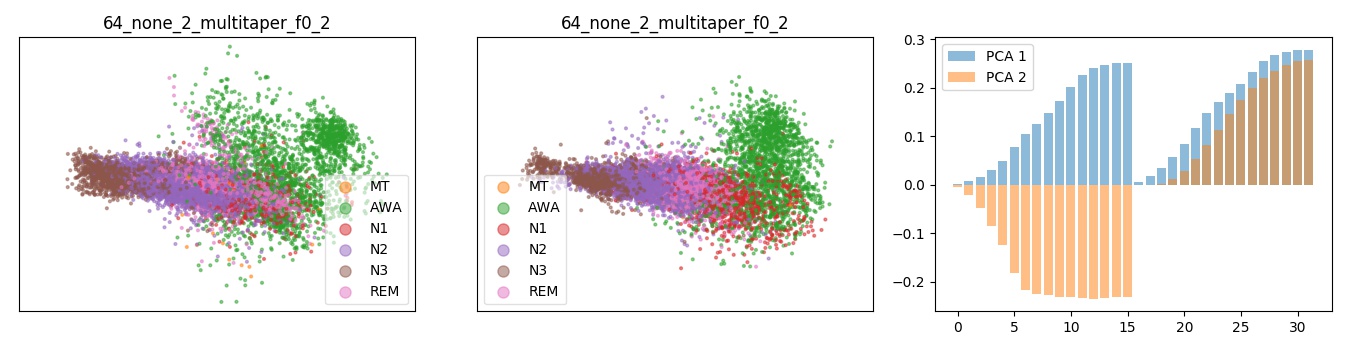 64_none_2_multitaper_f0_2
MT
AWA
N1
N2
N3
REM
64_none_2_multitaper_f0_2
MT
AWA
N1
N2
N3
REM
PCA 1
PCA 2
0.3
0.2
0.1
0.0
−0.1
−0.2
0
5
10
15
20
25
30